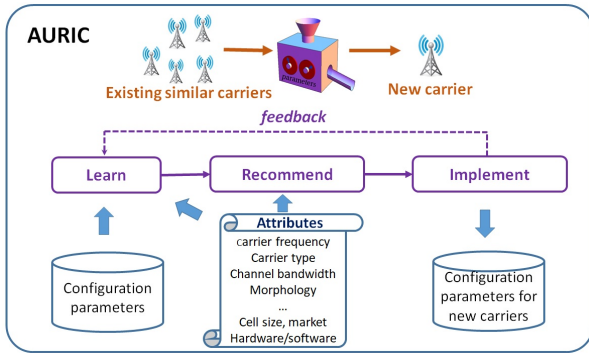 AURIC
parameters
Existing similar carriers
New carrier
feedback
Learn
Recommend
Implement
Attributes
carrier frequency
Carrier type
Channel bandwidth
Morphology
...
Cell size, market
Hardware/software
Configuration
parameters
Configuration
parameters for
new carriers